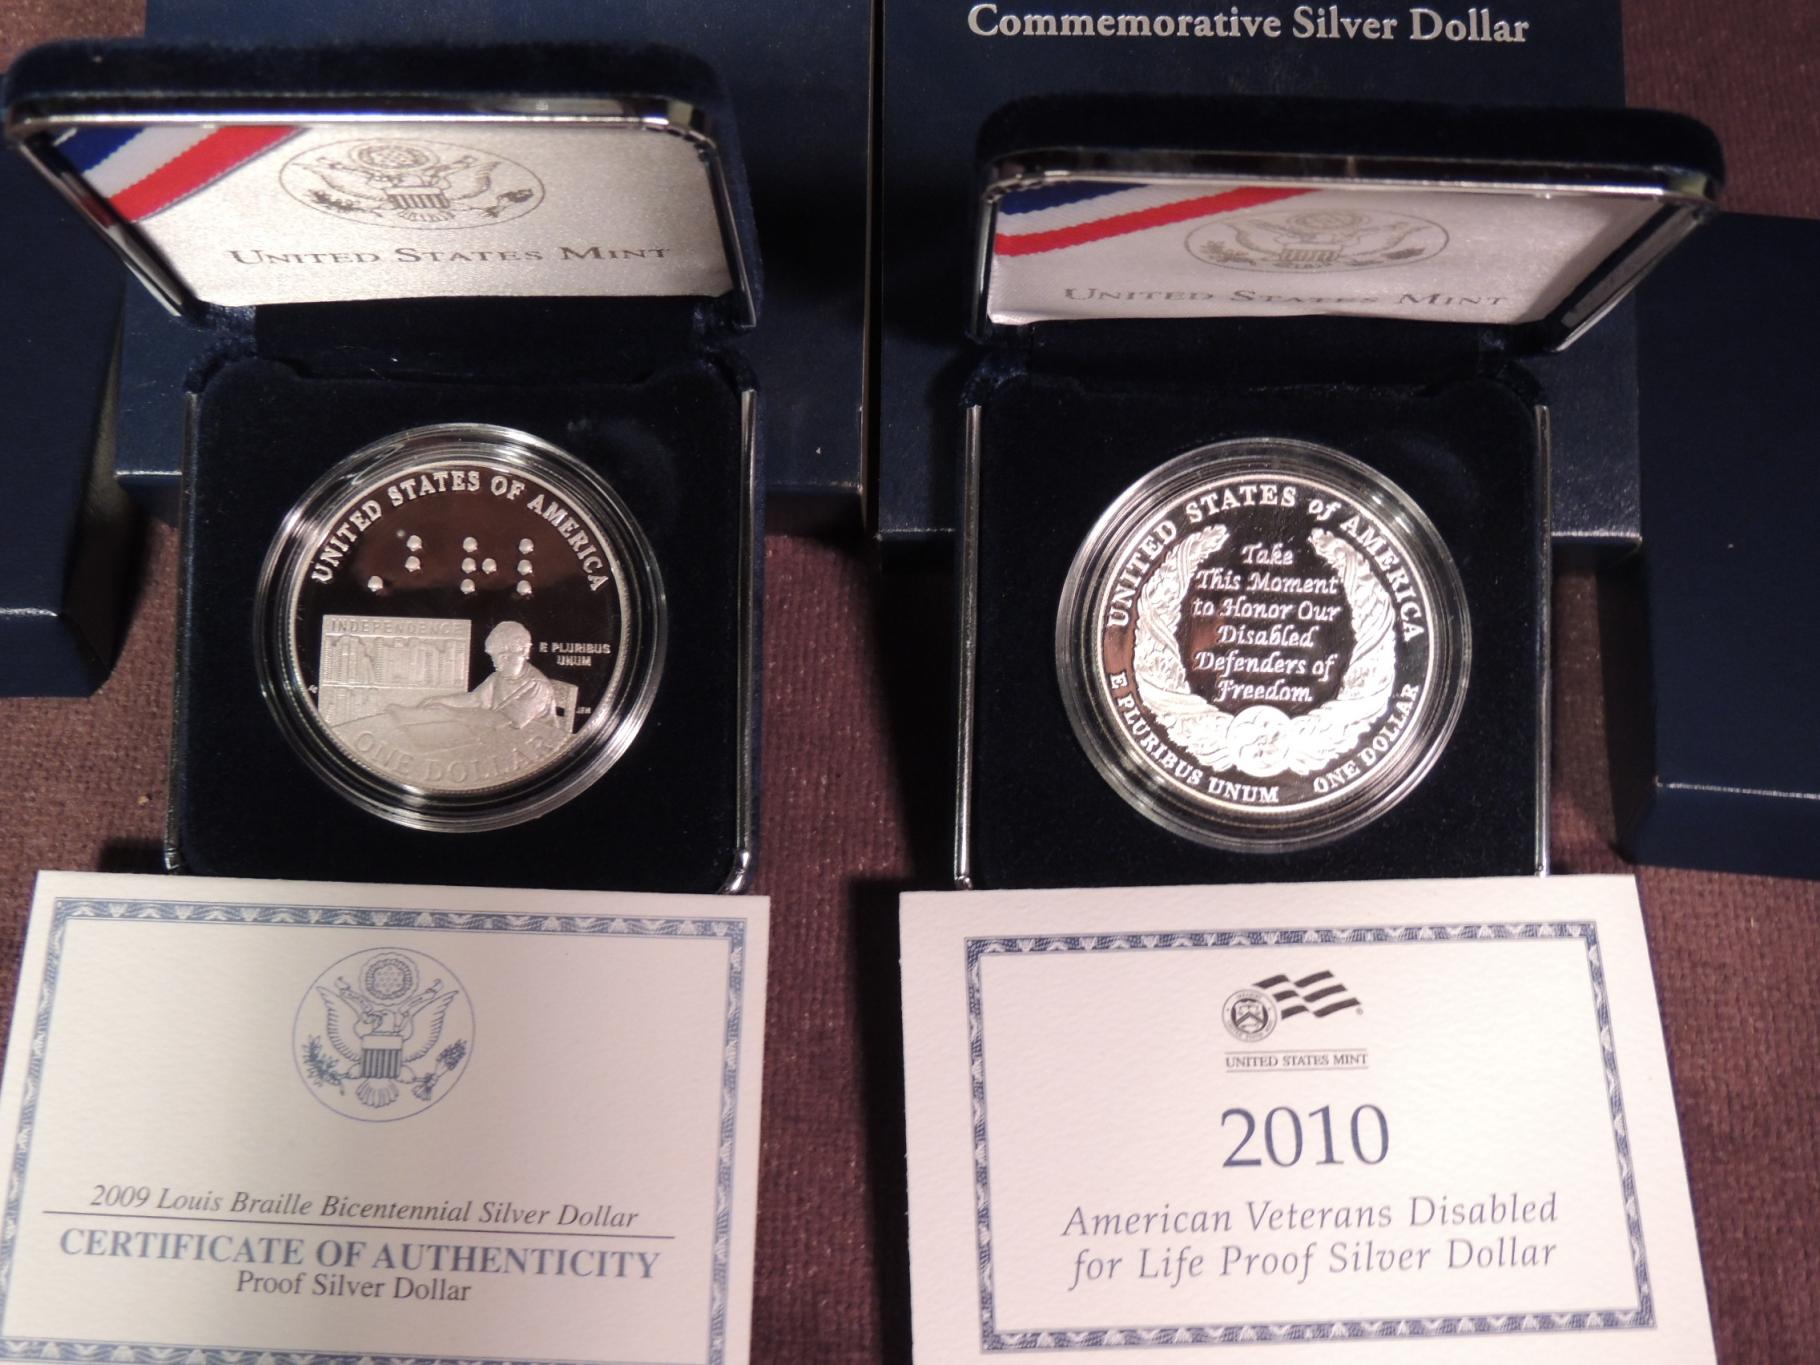 Commemorative Silver Dollar
UNITED STATES MINT
UNITED STATES MINT
UNITED STATES OF AMERICA
INDEPENDENCE
E PLURIBUS
UNUM
JFM
ONE DOLLAR
UNITED STATES of AMERICA
Take
This Moment
to Honor Our
Disabled
Defenders of
Freedom
E PLURIBUS UNUM
ONE DOLLAR
2009 Louis Braille Bicentennial Silver Dollar
CERTIFICATE OF AUTHENTICITY
Proof Silver Dollar
UNITED STATES MINT
2010
American Veterans Disabled
for Life Proof Silver Dollar